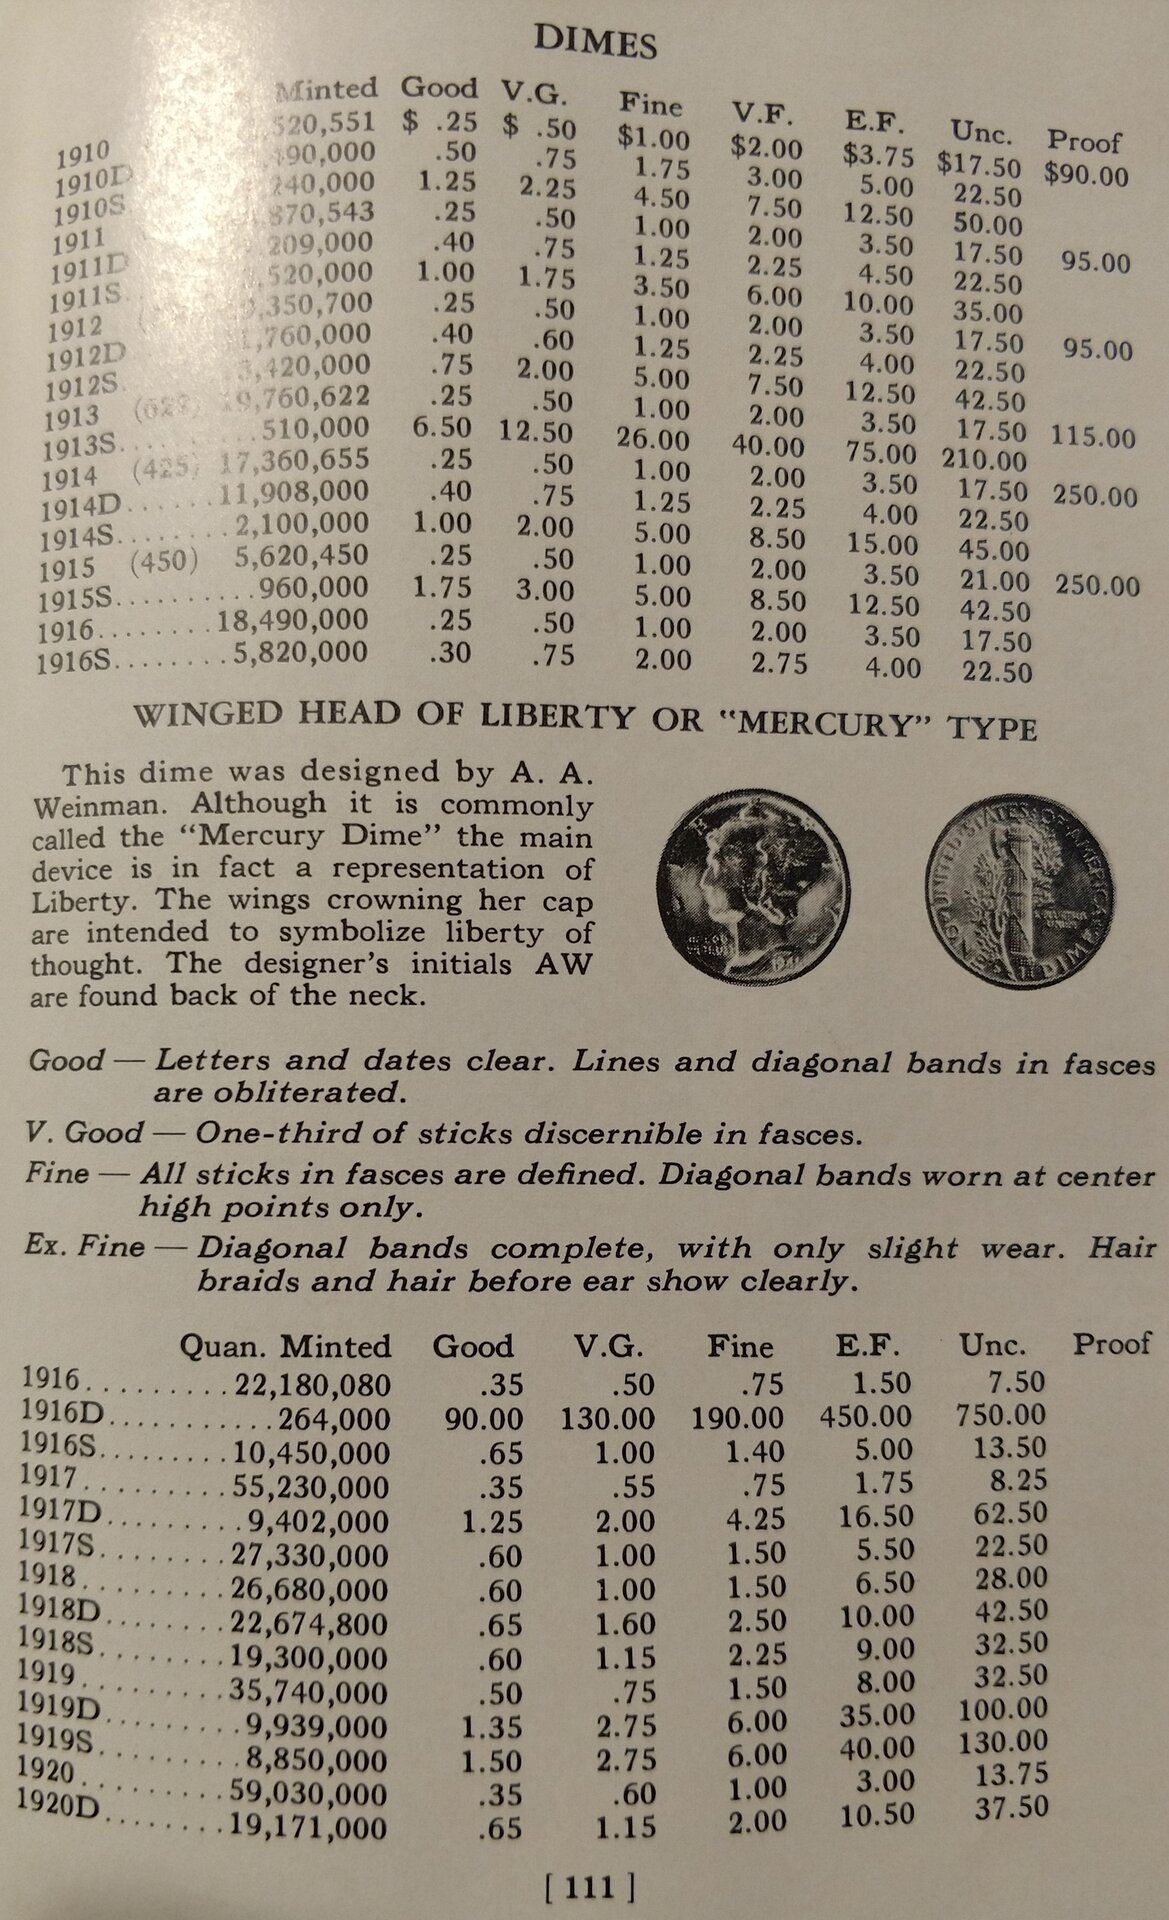 DIMES
Minted Good V.G. Fine V.F. E.F. Unc. Proof
1910 $ .25 $ .50 $1.00 $2.00 $3.75 $17.50 $90.00
1910D .50 .75 1.75 3.00 5.00 22.50
1910S 1.25 2.25 4.50 7.50 12.50 50.00
1911 .25 .50 1.00 2.00 3.50 17.50 95.00
1911D .40 .75 1.25 2.25 4.50 22.50
1911S 1.00 1.75 3.50 6.00 10.00 35.00
1912 .25 .50 1.00 2.00 3.50 17.50 95.00
1912D .40 .60 1.25 2.25 4.00 22.50
1912S .75 2.00 5.00 7.50 12.50 42.50
1913 (622) 19,760,622 .25 .50 1.00 2.00 3.50 17.50 115.00
1913S..........510,000 6.50 12.50 26.00 40.00 75.00 210.00
1914 (425) 17,360,655 .25 .50 1.00 2.00 3.50 17.50 250.00
1914D.......11,908,000 .40 .75 1.25 2.25 4.00 22.50
1914S........2,100,000 1.00 2.00 5.00 8.50 15.00 45.00
1915 (450) 5,620,450 .25 .50 1.00 2.00 3.50 21.00 250.00
1915S..........960,000 1.75 3.00 5.00 8.50 12.50 42.50
1916........18,490,000 .25 .50 1.00 2.00 3.50 17.50
1916S........5,820,000 .30 .75 2.00 2.75 4.00 22.50
WINGED HEAD OF LIBERTY OR "MERCURY" TYPE
This dime was designed by A. A.
Weinman. Although it is commonly
called the "Mercury Dime" the main
device is in fact a representation of
Liberty. The wings crowning her cap
are intended to symbolize liberty of
thought. The designer's initials AW
are found back of the neck.
UNITED STATES OF AMERICA
ONE DIME
Good — Letters and dates clear. Lines and diagonal bands in fasces
are obliterated.
V. Good — One-third of sticks discernible in fasces.
Fine — All sticks in fasces are defined. Diagonal bands worn at center
high points only.
Ex. Fine — Diagonal bands complete, with only slight wear. Hair
braids and hair before ear show clearly.
Quan. Minted Good V.G. Fine E.F. Unc. Proof
1916.........22,180,080 .35 .50 .75 1.50 7.50
1916D...........264,000 90.00 130.00 190.00 450.00 750.00
1916S........10,450,000 .65 1.00 1.40 5.00 13.50
1917.........55,230,000 .35 .55 .75 1.75 8.25
1917D.........9,402,000 1.25 2.00 4.25 16.50 62.50
1917S........27,330,000 .60 1.00 1.50 5.50 22.50
1918.........26,680,000 .60 1.00 1.50 6.50 28.00
1918D........22,674,800 .65 1.60 2.50 10.00 42.50
1918S........19,300,000 .60 1.15 2.25 9.00 32.50
1919.........35,740,000 .50 .75 1.50 8.00 32.50
1919D.........9,939,000 1.35 2.75 6.00 35.00 100.00
1919S.........8,850,000 1.50 2.75 6.00 40.00 130.00
1920.........59,030,000 .35 .60 1.00 3.00 13.75
1920D........19,171,000 .65 1.15 2.00 10.50 37.50
[ 111 ]